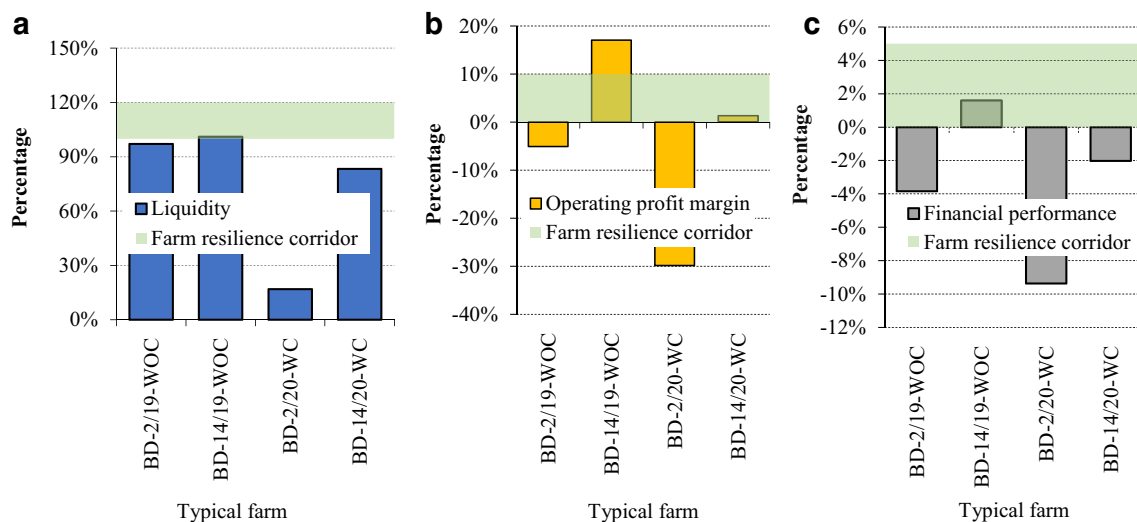 a
150%
120%
90%
60%
30%
0%
Percentage
Liquidity
Farm resilience corridor
BD-2/19-WOC
BD-14/19-WOC
BD-2/20-WC
BD-14/20-WC
Typical farm
b
20%
10%
0%
-10%
-20%
-30%
-40%
Percentage
Operating profit margin
Farm resilience corridor
BD-2/19-WOC
BD-14/19-WOC
BD-2/20-WC
BD-14/20-WC
Typical farm
c
6%
4%
2%
0%
-2%
-4%
-6%
-8%
-10%
-12%
Percentage
Financial performance
Farm resilience corridor
BD-2/19-WOC
BD-14/19-WOC
BD-2/20-WC
BD-14/20-WC
Typical farm